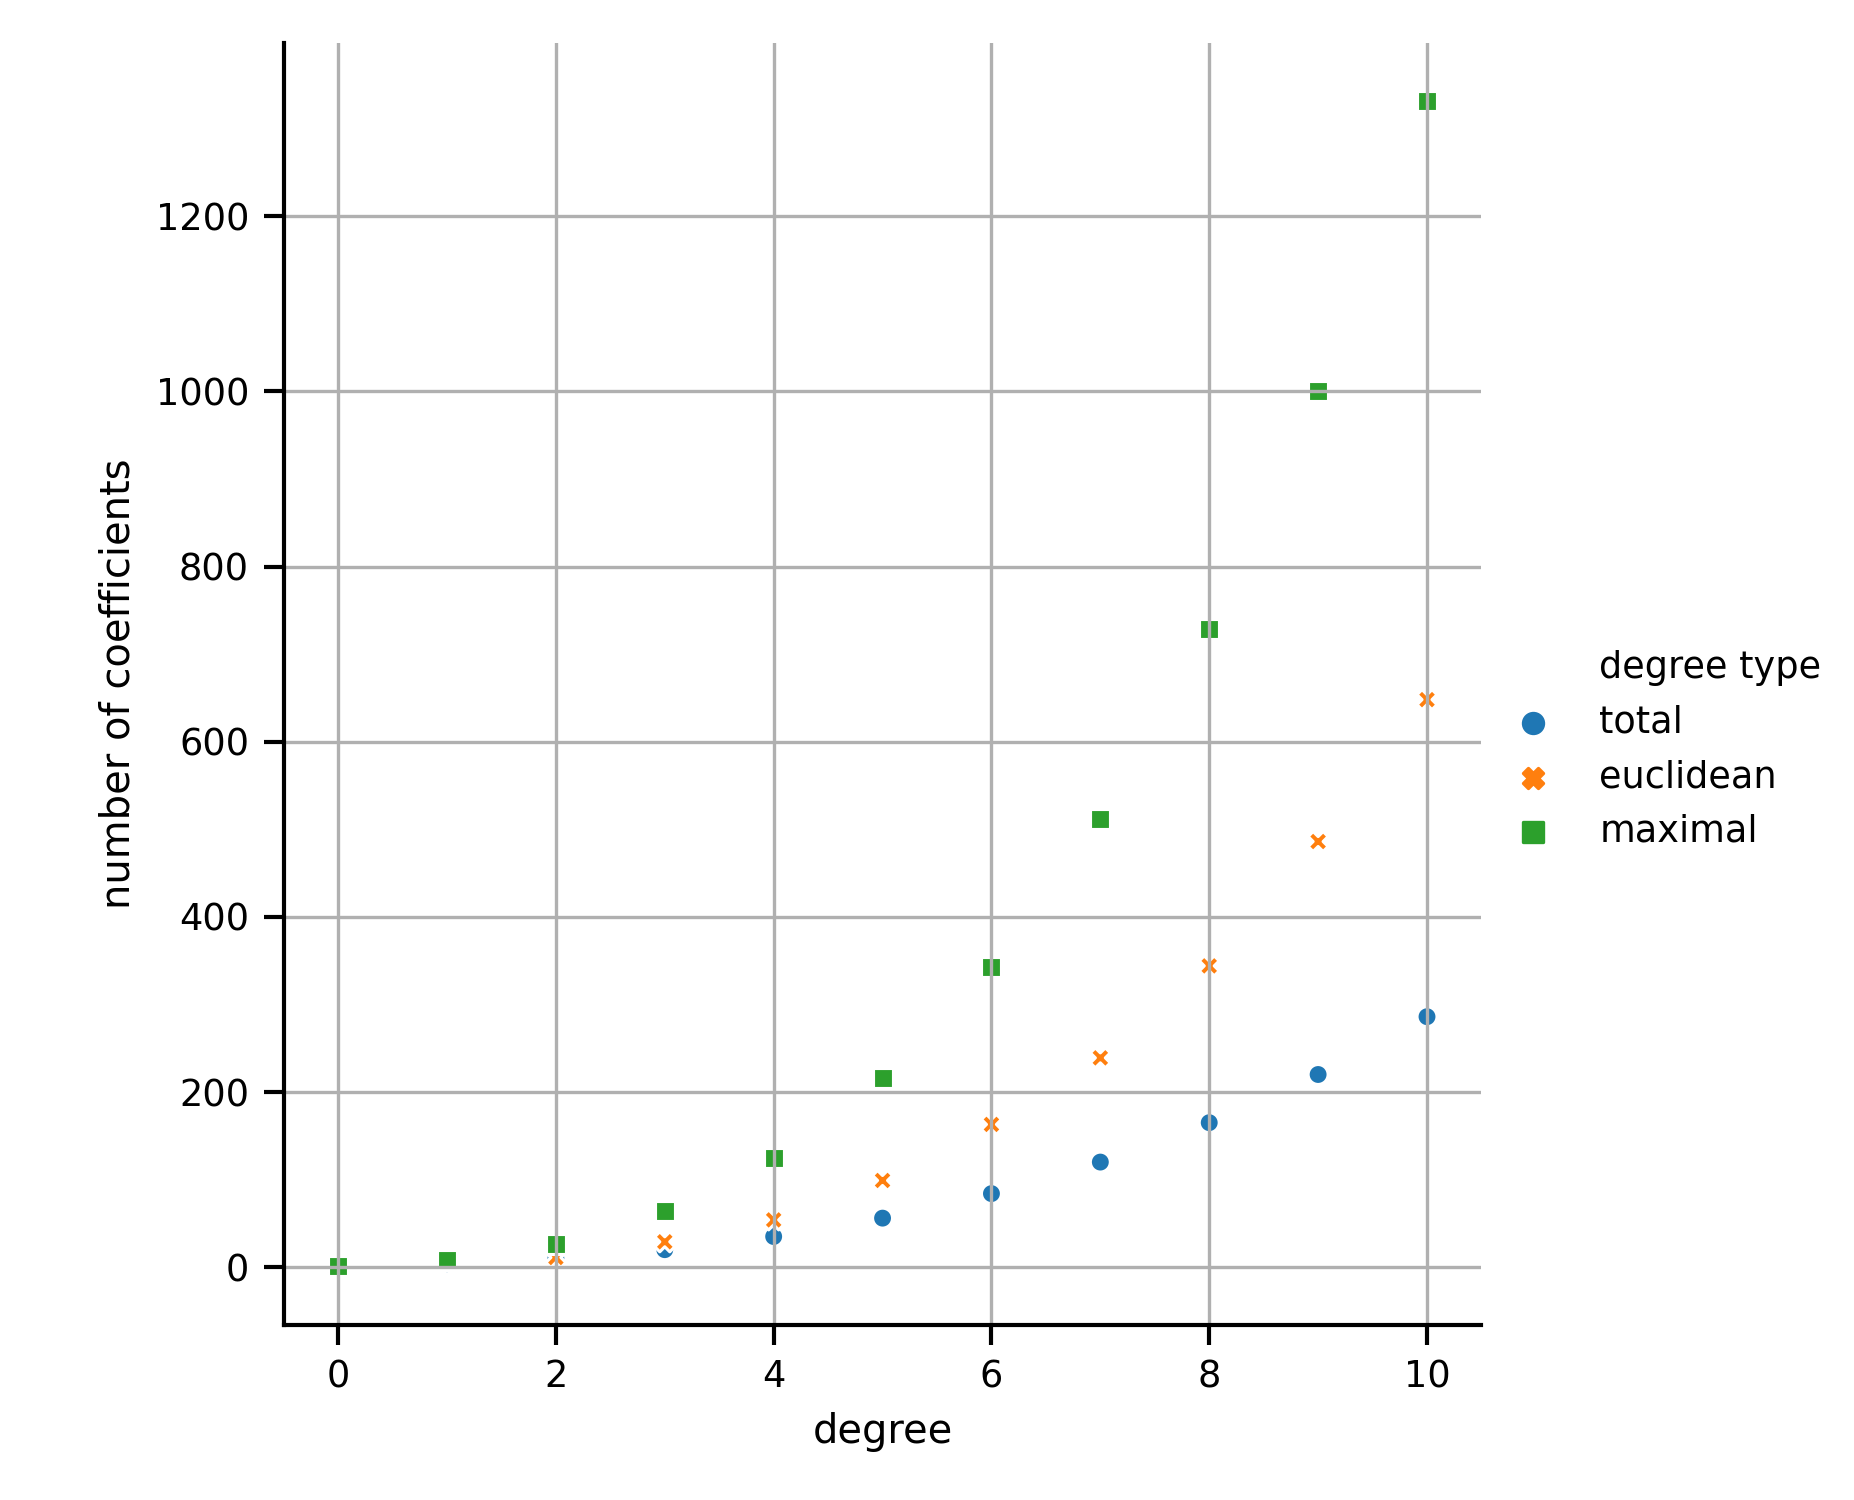 1200
1000
800
600
400
200
0
number of coefficients
0 2 4 6 8 10
degree
degree type
total
euclidean
maximal